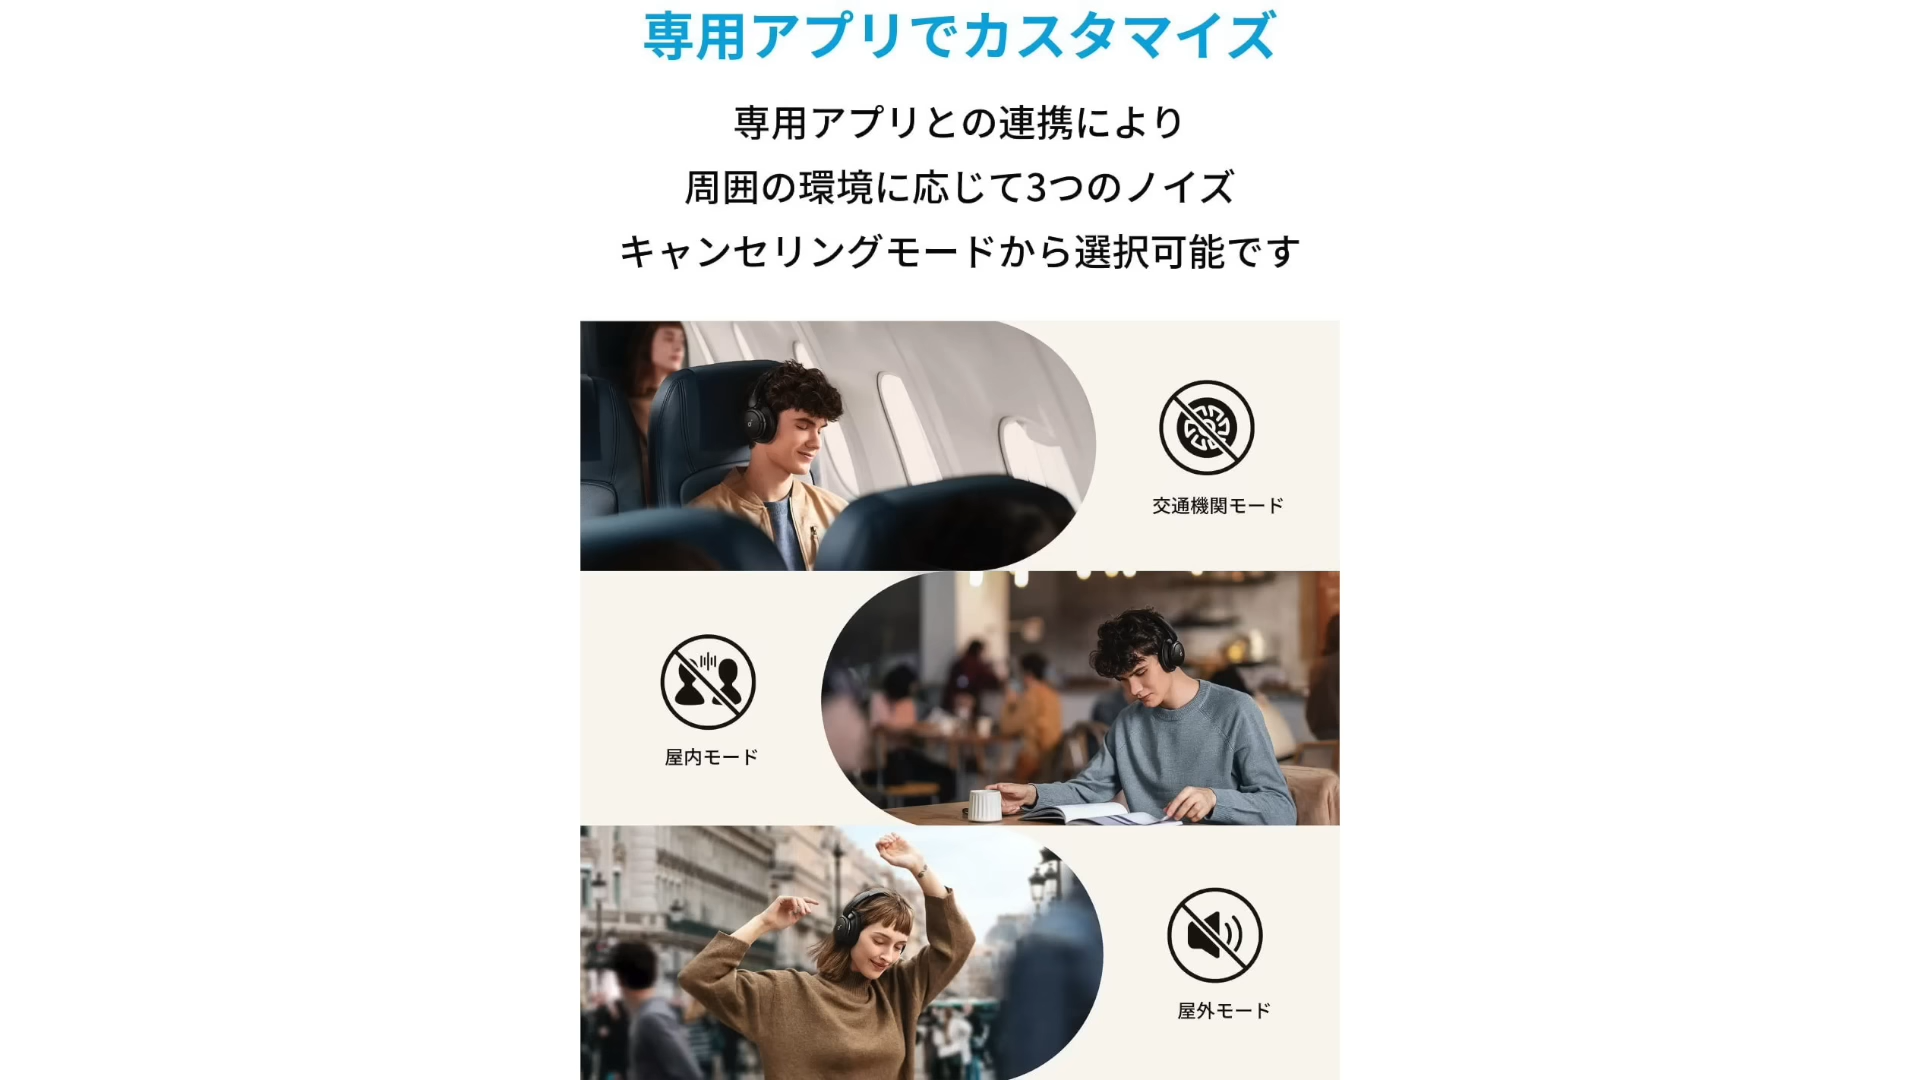 専用アプリでカスタマイズ
専用アプリとの連携により
周囲の環境に応じて3つのノイズ
キャンセリングモードから選択可能です
交通機関モード
屋内モード
屋外モード